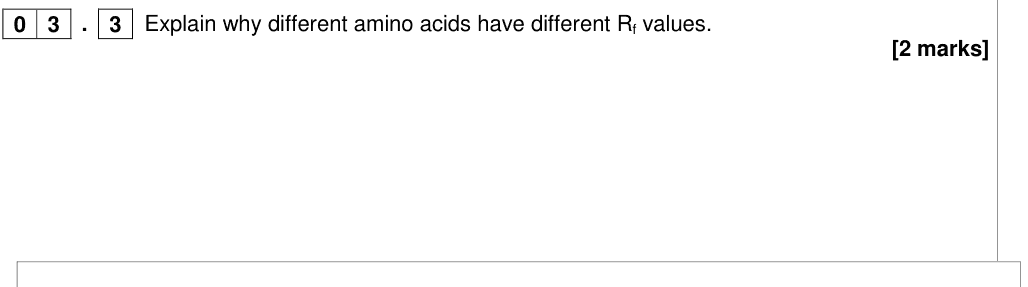 0 3 . 3 Explain why different amino acids have different Rf values.
[2 marks]